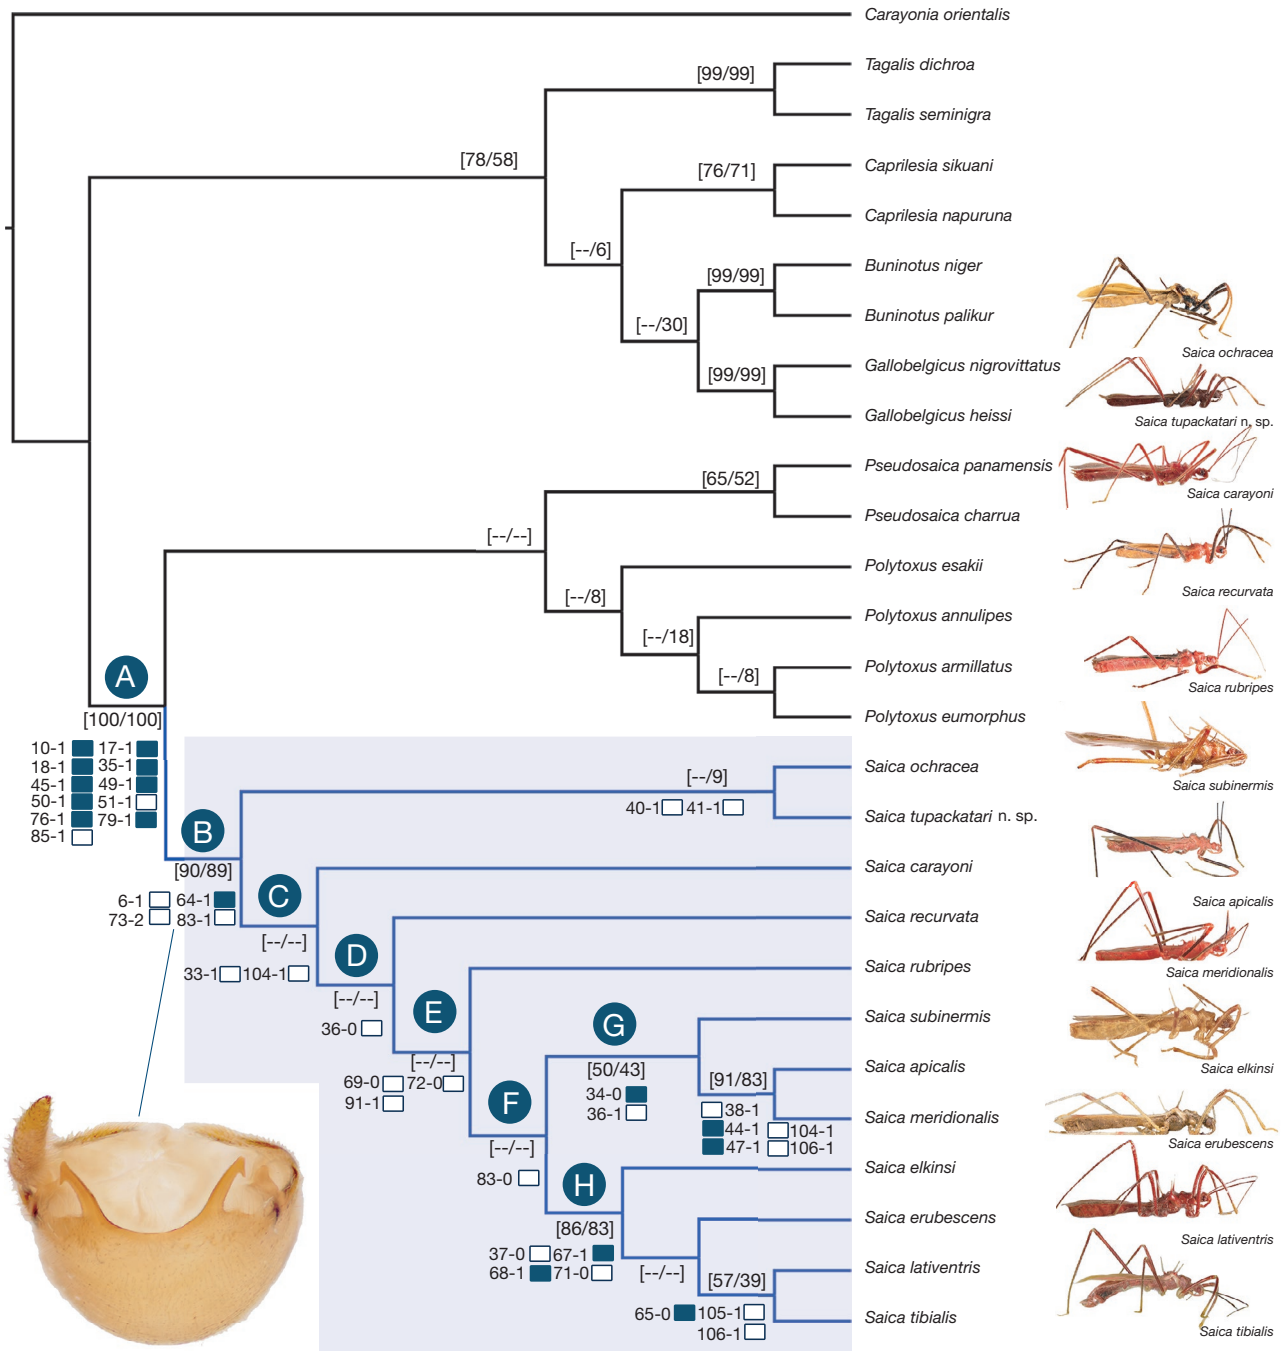 Carayonia orientalis
Tagalis dichroa
[99/99]
Tagalis seminigra
[78/58]
Caprilesia sikuani
[76/71]
Caprilesia napuruna
[--/6]
Buninotus niger
[99/99]
Buninotus palikur
[--/30]
Gallobelgicus nigrovittatus
[99/99]
Gallobelgicus heissi
Pseudosaica panamensis
[65/52]
Pseudosaica charrua
[--/--]
Polytoxus esakii
[--/8]
Polytoxus annulipes
[--/18]
Polytoxus armillatus
[--/8]
Polytoxus eumorphus
A
[100/100]
10-1 17-1
18-1 35-1
45-1 49-1
50-1 51-1
76-1 79-1
85-1
Saica ochracea
[--/9]
40-1 41-1
Saica tupackatari n. sp.
B
[90/89]
6-1 64-1
73-2 83-1
Saica carayoni
C
[--/--]
33-1 104-1
Saica recurvata
D
[--/--]
36-0
Saica rubripes
E
[--/--]
69-0 72-0
91-1
Saica subinermis
G
[50/43]
34-0
36-1
Saica apicalis
[91/83]
38-1
44-1 104-1
47-1 106-1
Saica meridionalis
F
[--/--]
83-0
Saica elkinsi
H
[86/83]
37-0 67-1
68-1 71-0
Saica erubescens
[--/--]
Saica lativentris
[57/39]
65-0 105-1
106-1
Saica tibialis
Saica ochracea
Saica tupackatari n. sp.
Saica carayoni
Saica recurvata
Saica rubripes
Saica subinermis
Saica apicalis
Saica meridionalis
Saica elkinsi
Saica erubescens
Saica lativentris
Saica tibialis